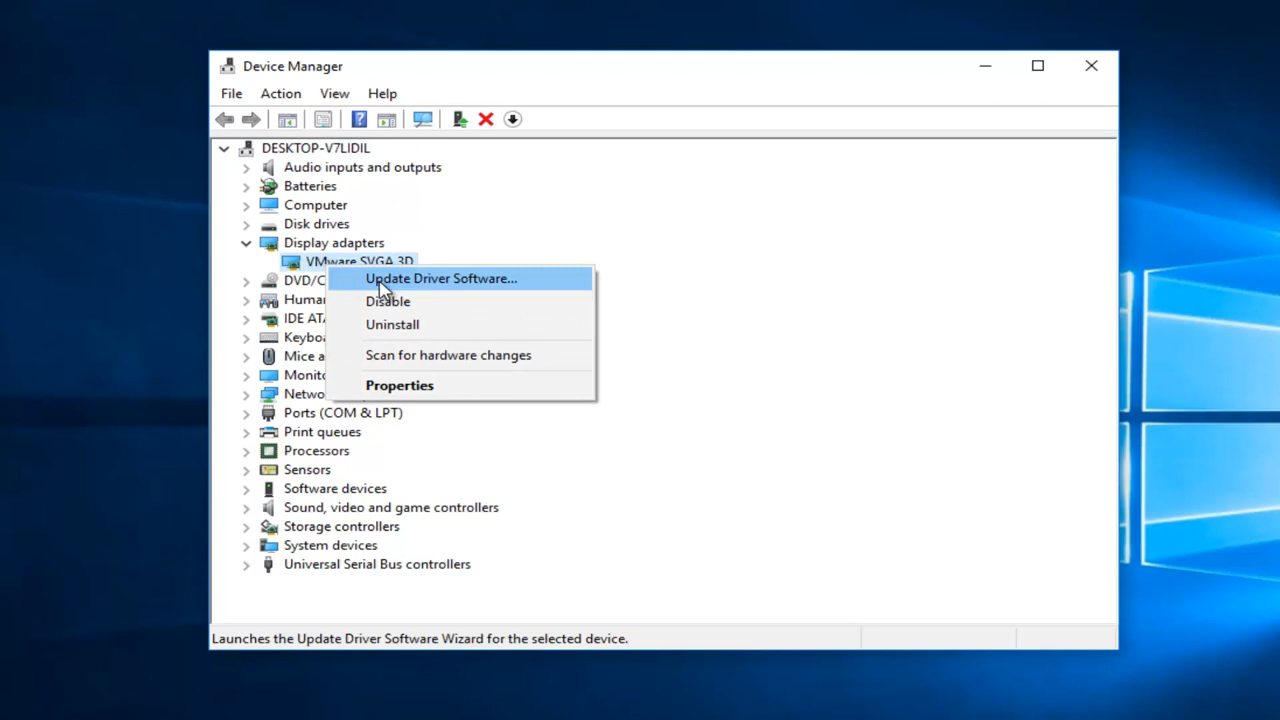 Device Manager
File Action View Help
DESKTOP-V7LIDIL
Audio inputs and outputs
Batteries
Computer
Disk drives
Display adapters
VMware SVGA 3D
Update Driver Software...
DVD/C
Human
Disable
IDE ATA
Uninstall
Keyboa
Mice a
Scan for hardware changes
Monito
Properties
Netwo
Ports (COM & LPT)
Print queues
Processors
Sensors
Software devices
Sound, video and game controllers
Storage controllers
System devices
Universal Serial Bus controllers
Launches the Update Driver Software Wizard for the selected device.